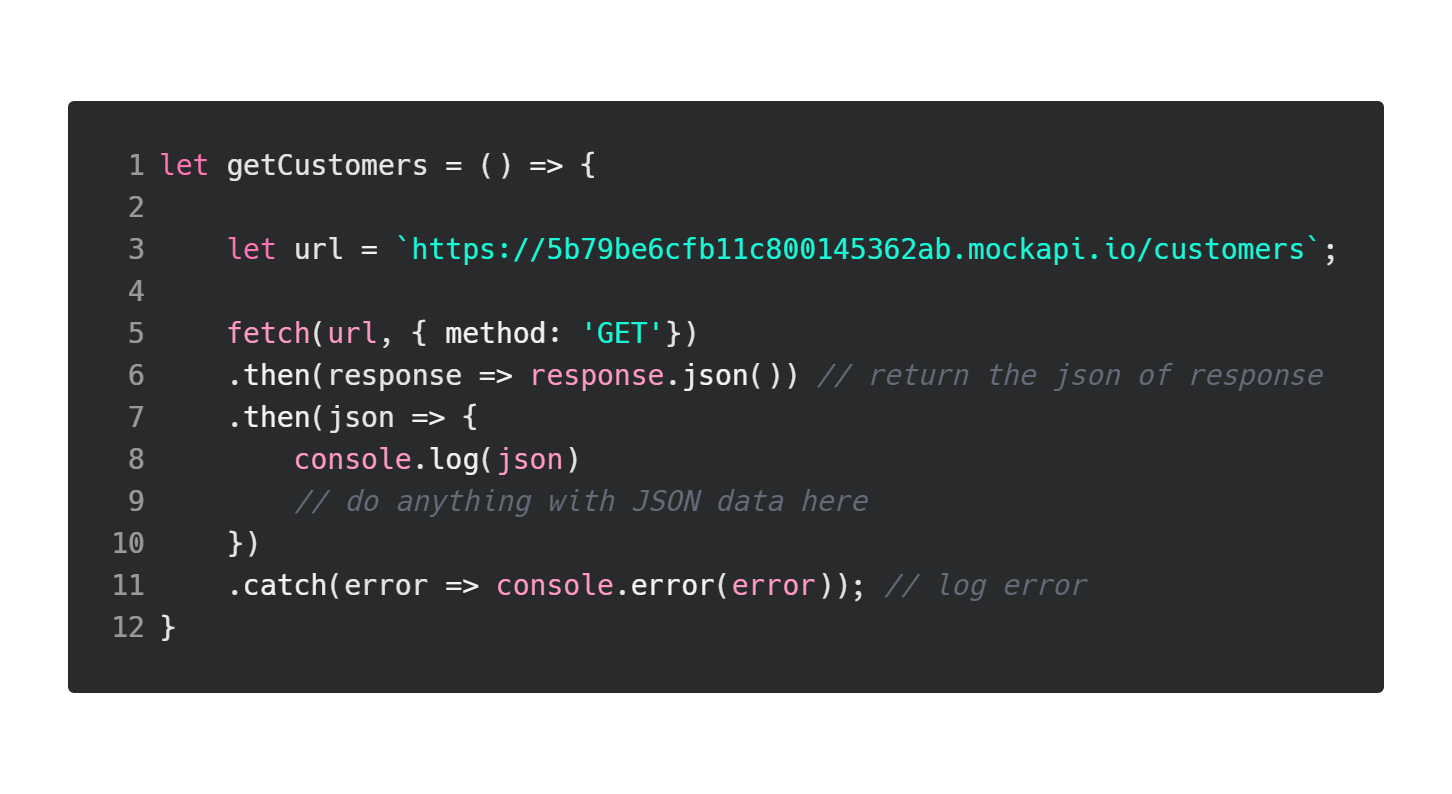 1 let getCustomers = () => {
2
3     let url = `https://5b79be6cfb11c800145362ab.mockapi.io/customers`;
4
5     fetch(url, { method: 'GET'})
6     .then(response => response.json()) // return the json of response
7     .then(json => {
8         console.log(json)
9         // do anything with JSON data here
10     })
11     .catch(error => console.error(error)); // log error
12 }